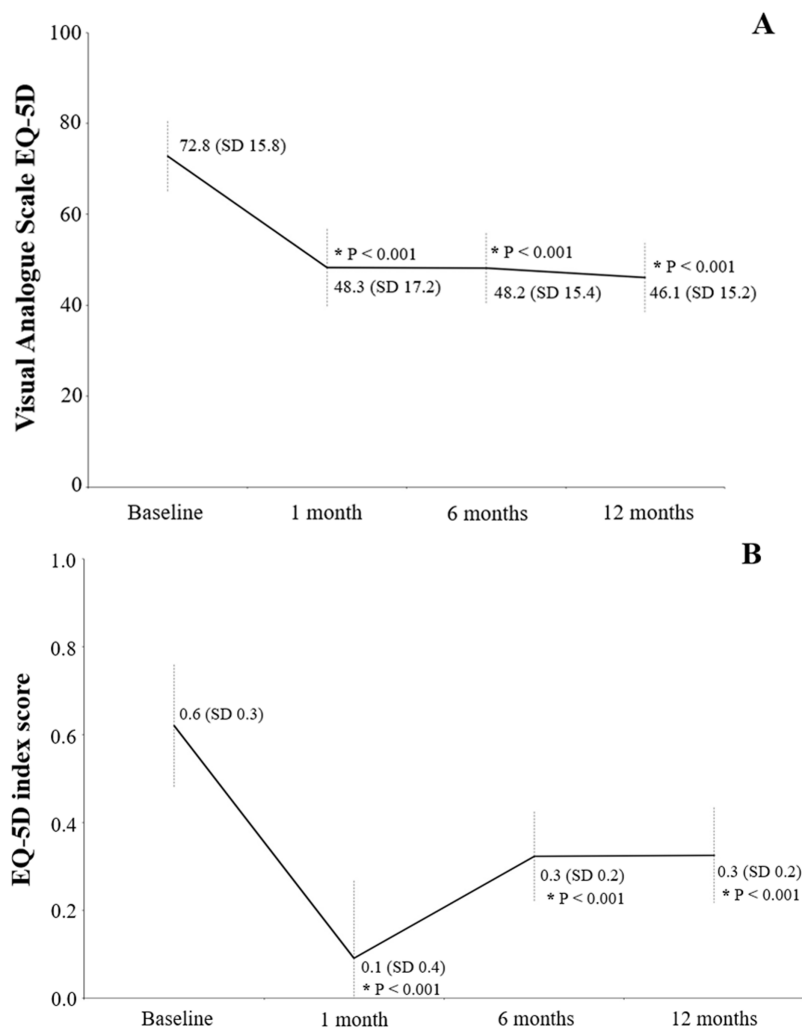 A
Visual Analogue Scale EQ-5D
100
80
60
40
20
0
72.8 (SD 15.8)
* P < 0.001
48.3 (SD 17.2)
* P < 0.001
48.2 (SD 15.4)
* P < 0.001
46.1 (SD 15.2)
Baseline
1 month
6 months
12 months
B
EQ-5D index score
1.0
0.8
0.6
0.4
0.2
0.0
0.6 (SD 0.3)
0.1 (SD 0.4)
* P < 0.001
0.3 (SD 0.2)
* P < 0.001
0.3 (SD 0.2)
* P < 0.001
Baseline
1 month
6 months
12 months